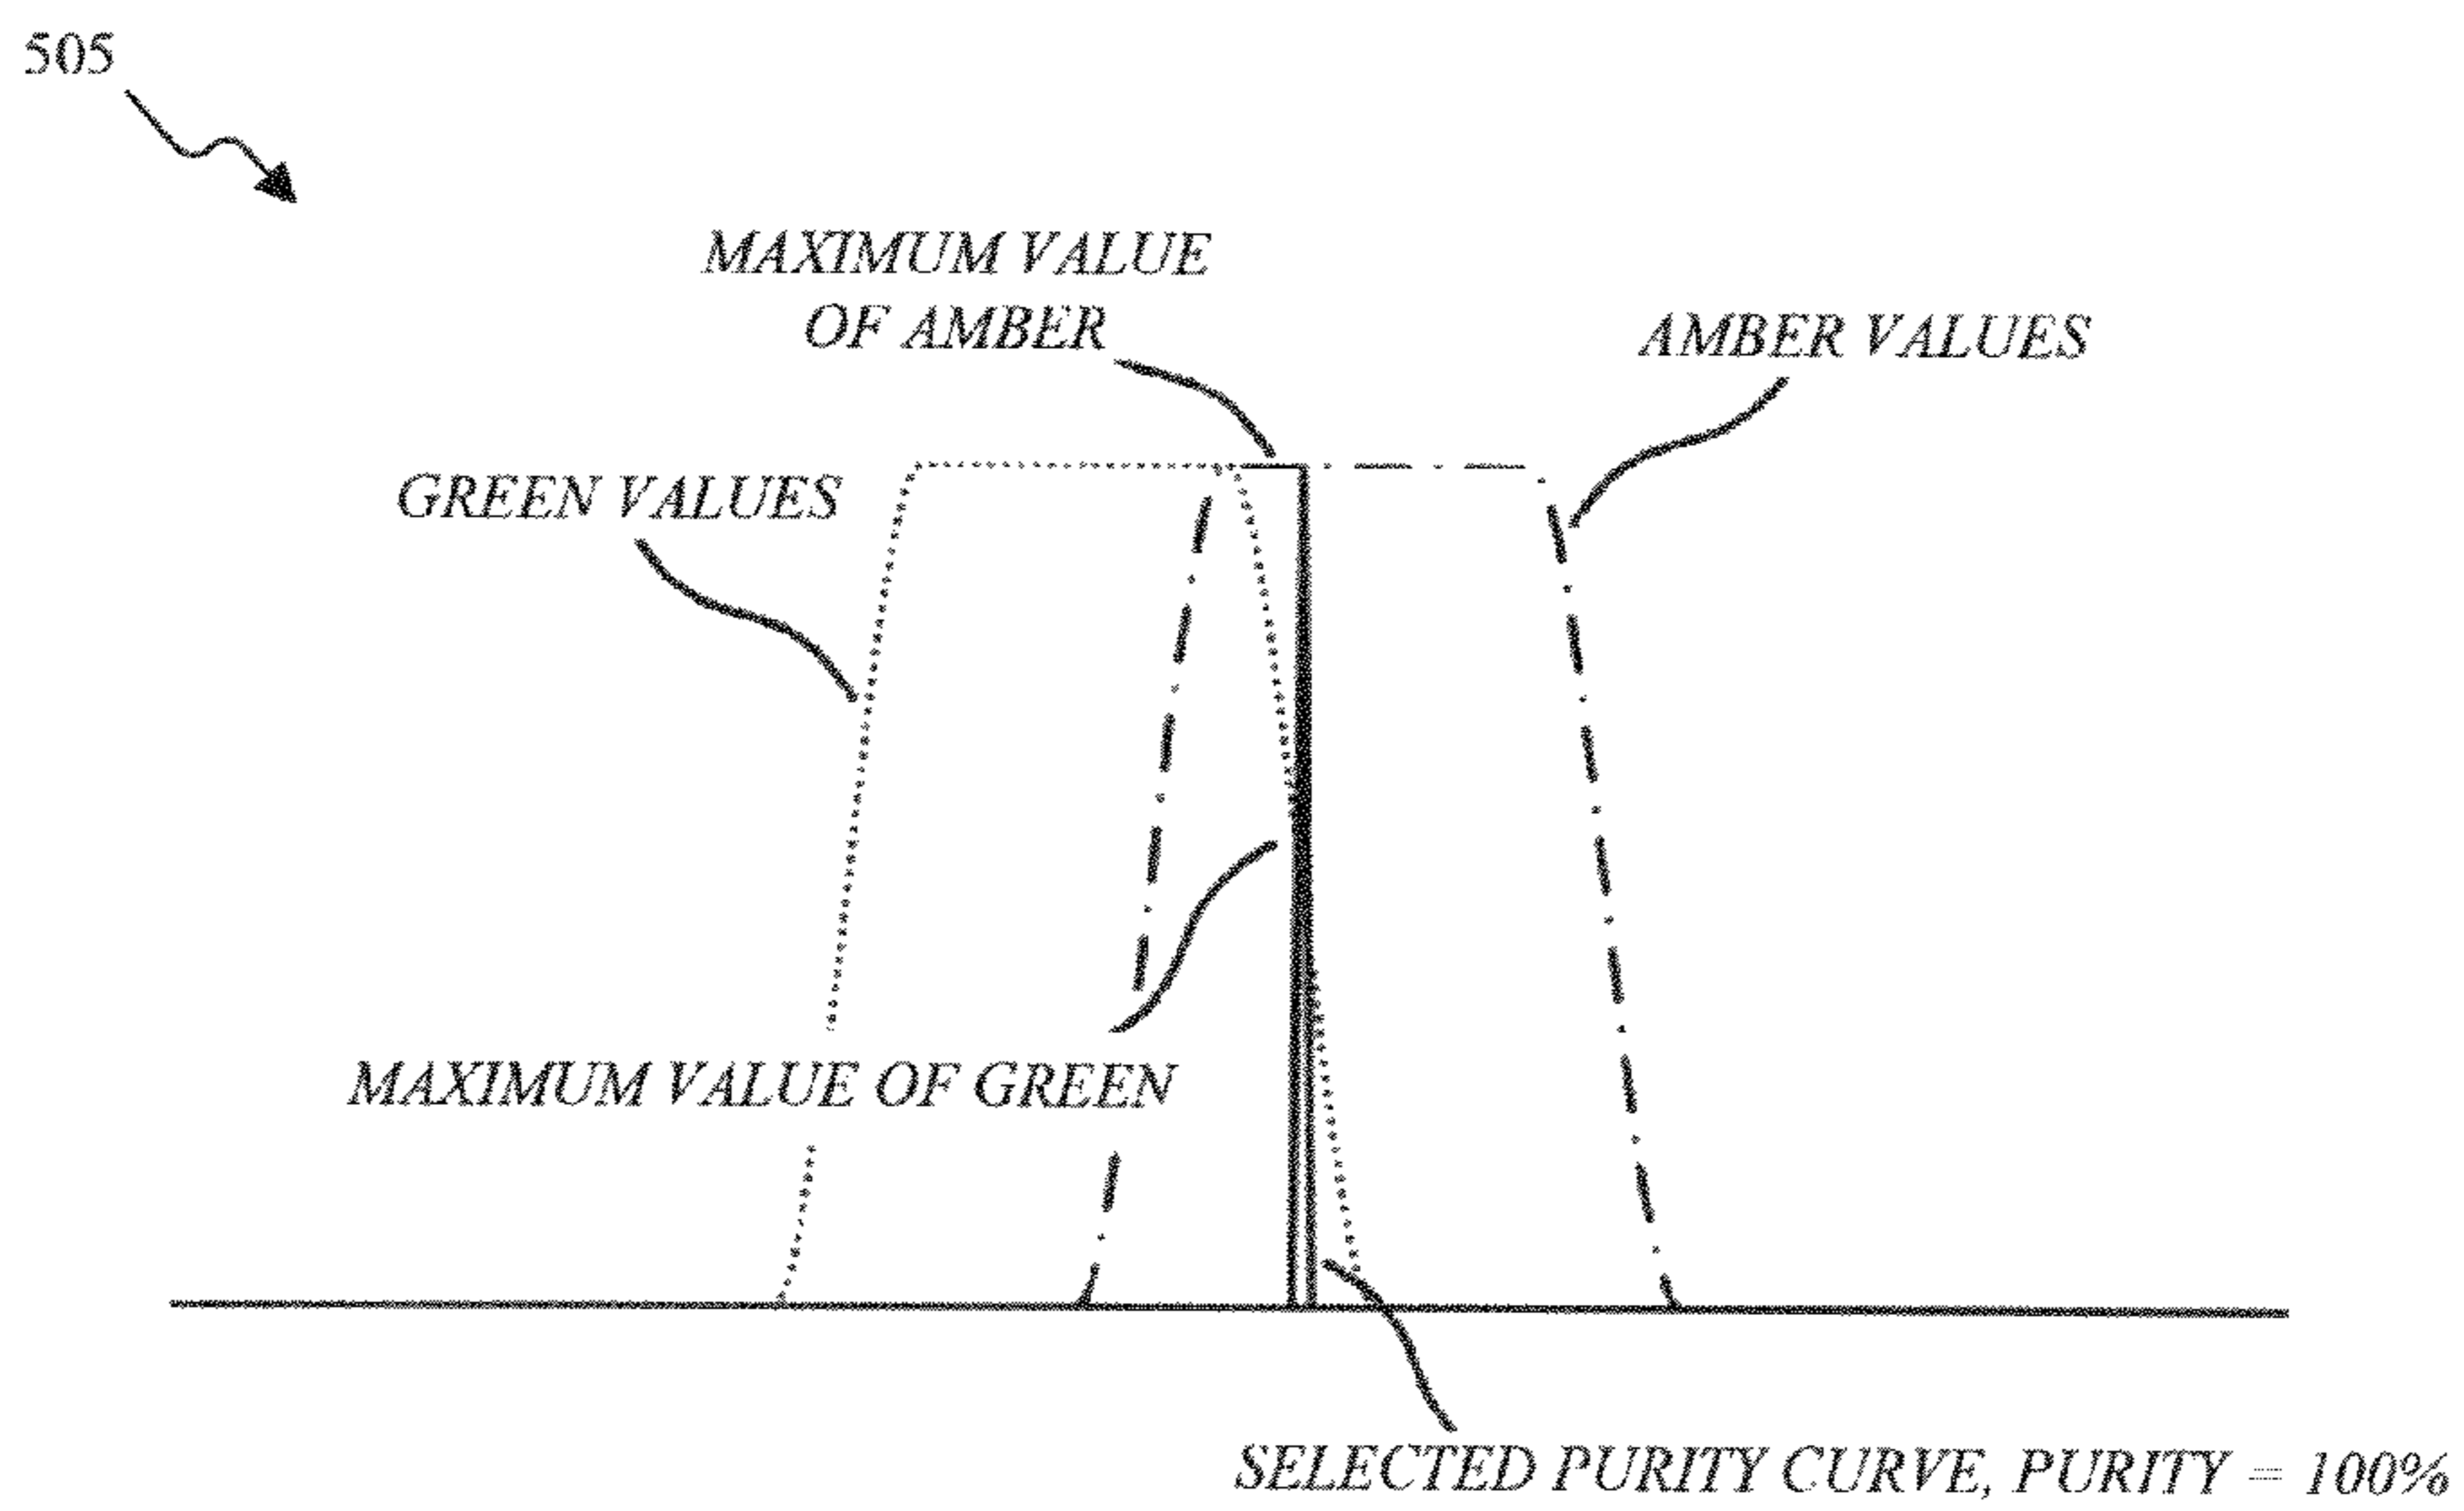 505
MAXIMUM VALUE
OF AMBER
AMBER VALUES
GREEN VALUES
MAXIMUM VALUE OF GREEN
SELECTED PURITY CURVE, PURITY = 100%